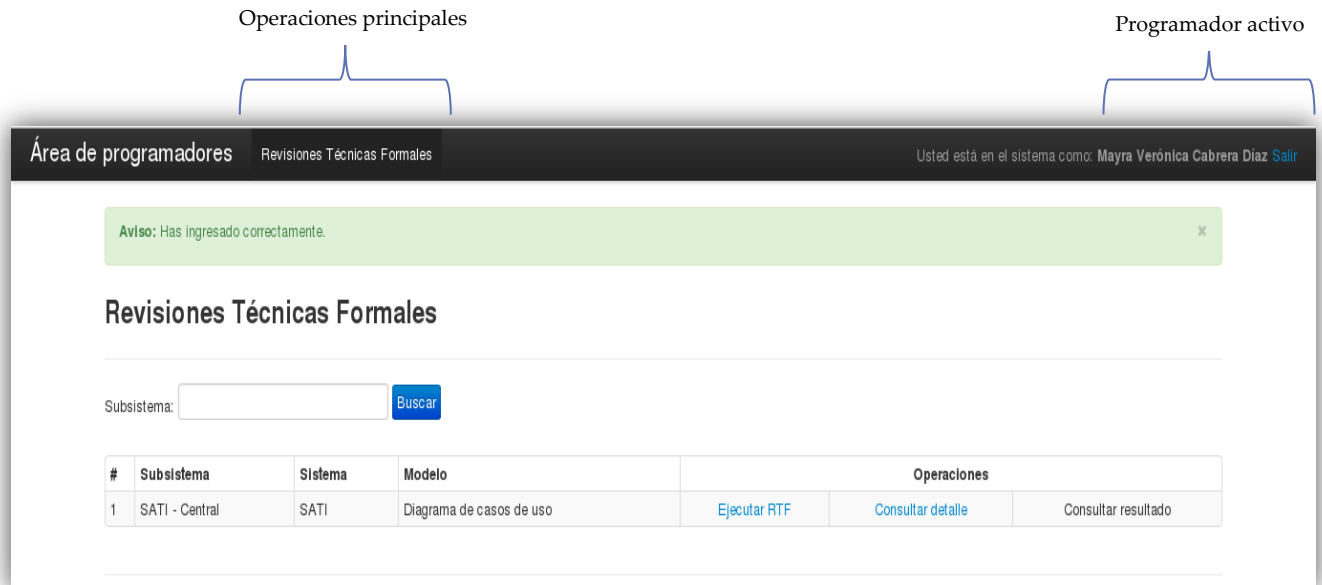 Operaciones principales
Programador activo
Área de programadores Revisiones Técnicas Formales Usted está en el sistema como: Mayra Verónica Cabrera Díaz Salir
Aviso: Has ingresado correctamente. x
Revisiones Técnicas Formales
Subsistema: Buscar
# Subsistema Sistema Modelo Operaciones
1 SATI - Central SATI Diagrama de casos de uso Ejecutar RTF Consultar detalle Consultar resultado